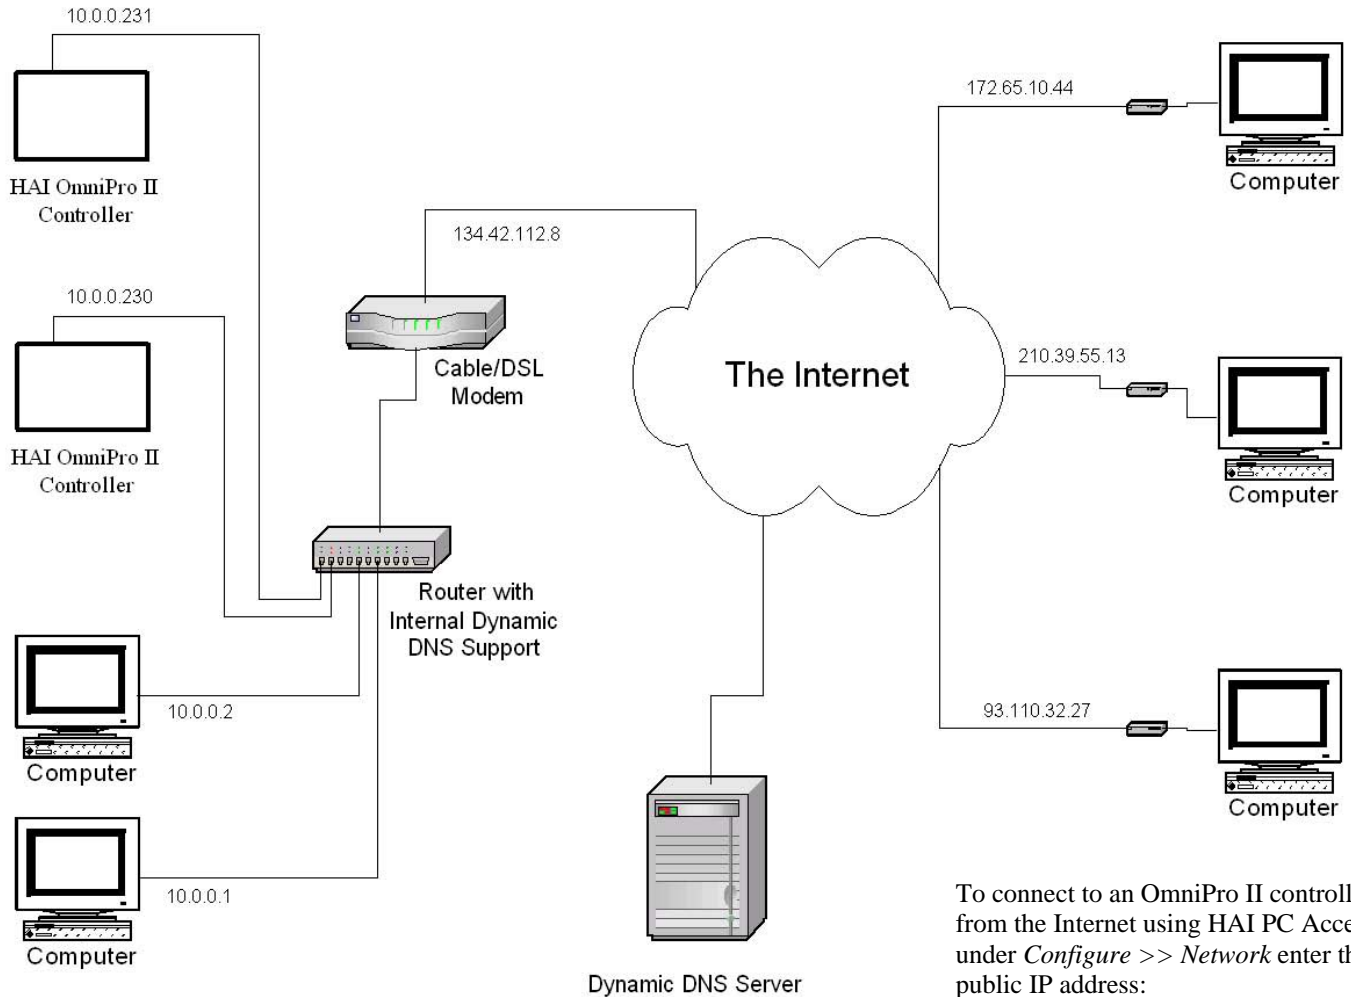 10.0.0.231
HAI OmniPro II
Controller
10.0.0.230
HAI OmniPro II
Controller
134.42.112.8
Cable/DSL
Modem
Router with
Internal Dynamic
DNS Support
10.0.0.2
Computer
10.0.0.1
Computer
The Internet
Dynamic DNS Server
172.65.10.44
Computer
210.39.55.13
Computer
93.110.32.27
Computer
To connect to an OmniPro II controll
from the Internet using HAI PC Acce
under Configure >> Network enter th
public IP address: